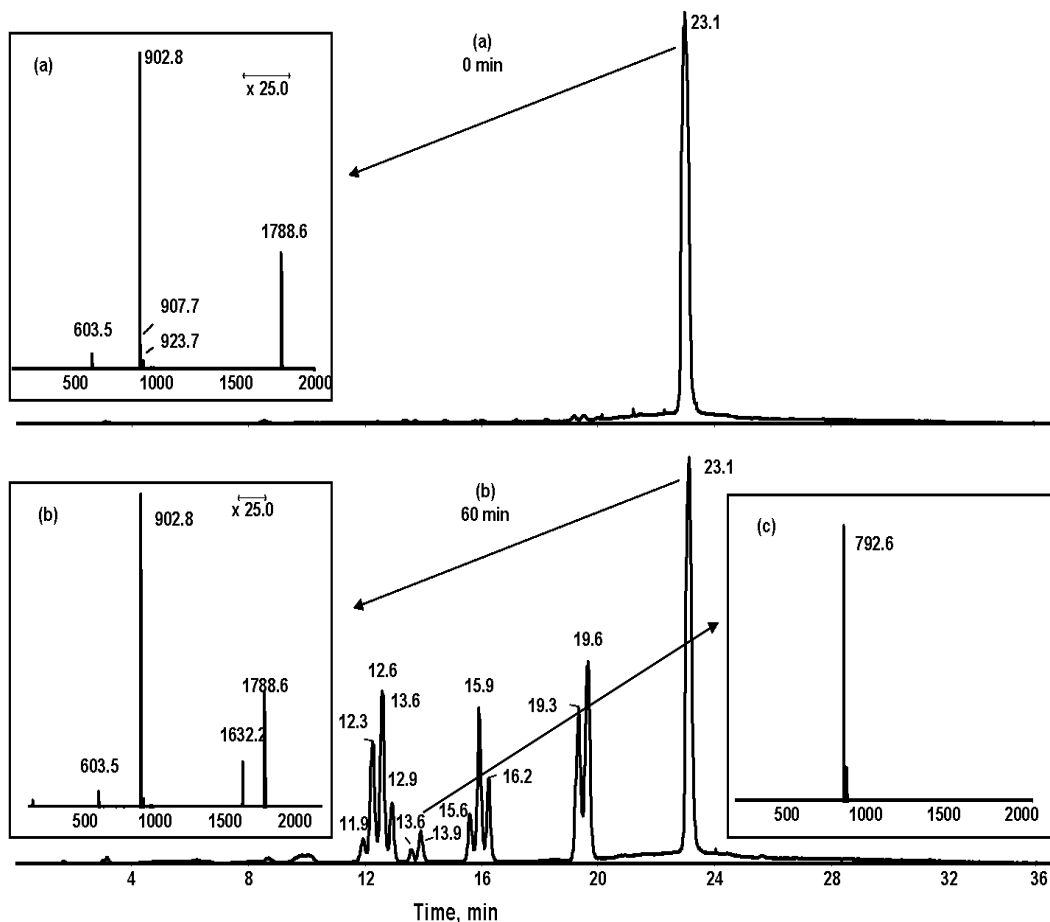 23.1
(a)
0 min
(a)
902.8
x 25.0
1788.6
907.7
923.7
603.5
500 1000 1500 2000
23.1
(b)
60 min
(b)
902.8
x 25.0
1788.6
1632.2
603.5
500 1000 1500 2000
(c)
792.6
500 1000 1500 2000
12.6
13.6
12.3
12.9
11.9
13.6
13.9
15.9
15.6
16.2
19.6
19.3
4 12 16 20 24 28 32 36
Time, min